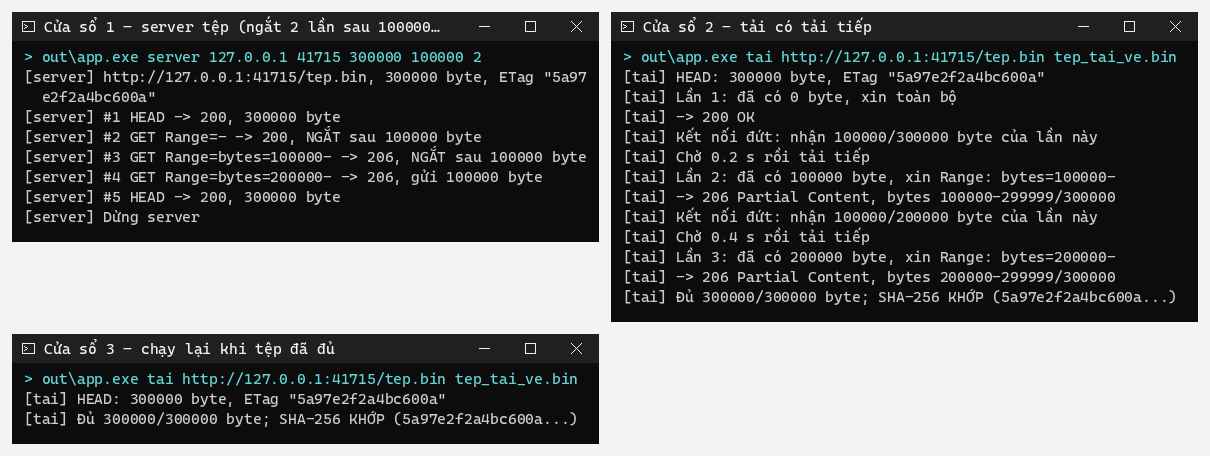 Cửa sổ 1 – server tệp (ngắt 2 lần sau 100000…
> out\app.exe server 127.0.0.1 41715 300000 100000 2
[server] http://127.0.0.1:41715/tep.bin, 300000 byte, ETag "5a97
e2f2a4bc600a"
[server] #1 HEAD -> 200, 300000 byte
[server] #2 GET Range=- -> 200, NGẮT sau 100000 byte
[server] #3 GET Range=bytes=100000- -> 206, NGẮT sau 100000 byte
[server] #4 GET Range=bytes=200000- -> 206, gửi 100000 byte
[server] #5 HEAD -> 200, 300000 byte
[server] Dừng server
Cửa sổ 2 – tải có tải tiếp
> out\app.exe tai http://127.0.0.1:41715/tep.bin tep_tai_ve.bin
[tai] HEAD: 300000 byte, ETag "5a97e2f2a4bc600a"
[tai] Lần 1: đã có 0 byte, xin toàn bộ
[tai] -> 200 OK
[tai] Kết nối đứt: nhận 100000/300000 byte của lần này
[tai] Chờ 0.2 s rồi tải tiếp
[tai] Lần 2: đã có 100000 byte, xin Range: bytes=100000-
[tai] -> 206 Partial Content, bytes 100000-299999/300000
[tai] Kết nối đứt: nhận 100000/200000 byte của lần này
[tai] Chờ 0.4 s rồi tải tiếp
[tai] Lần 3: đã có 200000 byte, xin Range: bytes=200000-
[tai] -> 206 Partial Content, bytes 200000-299999/300000
[tai] Đủ 300000/300000 byte; SHA-256 KHỚP (5a97e2f2a4bc600a...)
Cửa sổ 3 – chạy lại khi tệp đã đủ
> out\app.exe tai http://127.0.0.1:41715/tep.bin tep_tai_ve.bin
[tai] HEAD: 300000 byte, ETag "5a97e2f2a4bc600a"
[tai] Đủ 300000/300000 byte; SHA-256 KHỚP (5a97e2f2a4bc600a...)